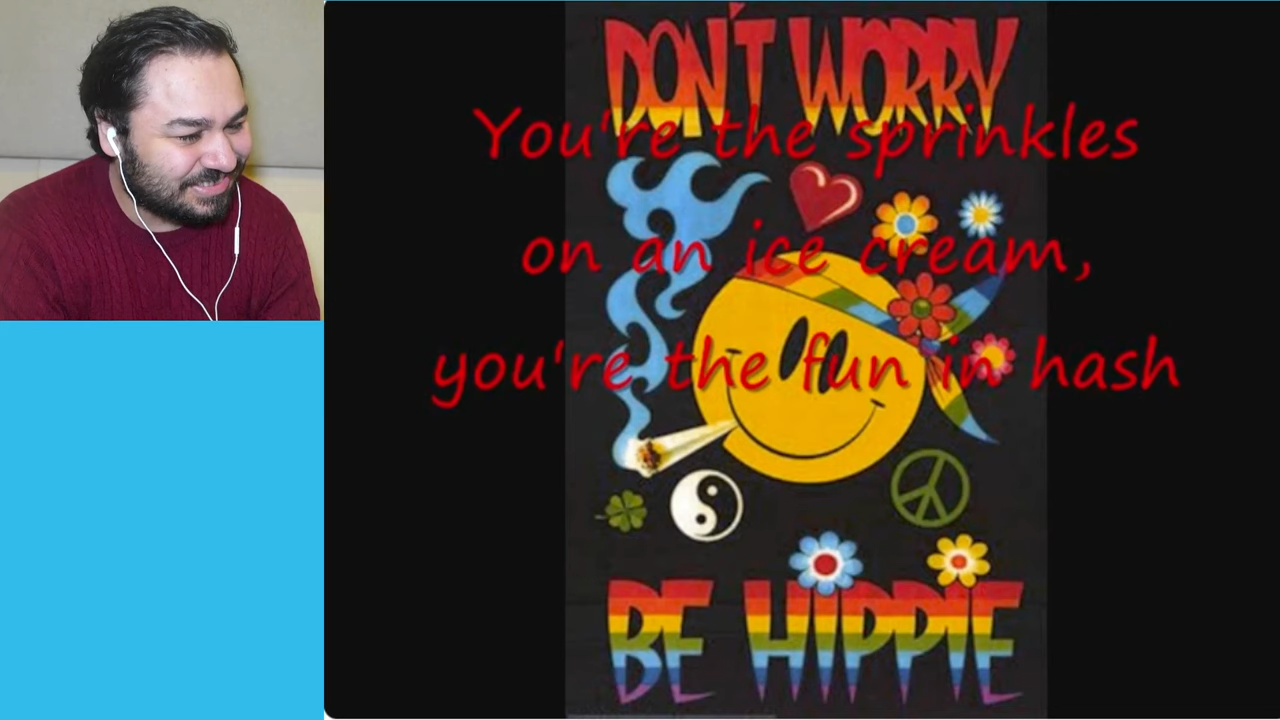 DON'T WORRY
You're the sprinkles
on an ice cream,
you're the fun in hash
BE HIPPIE